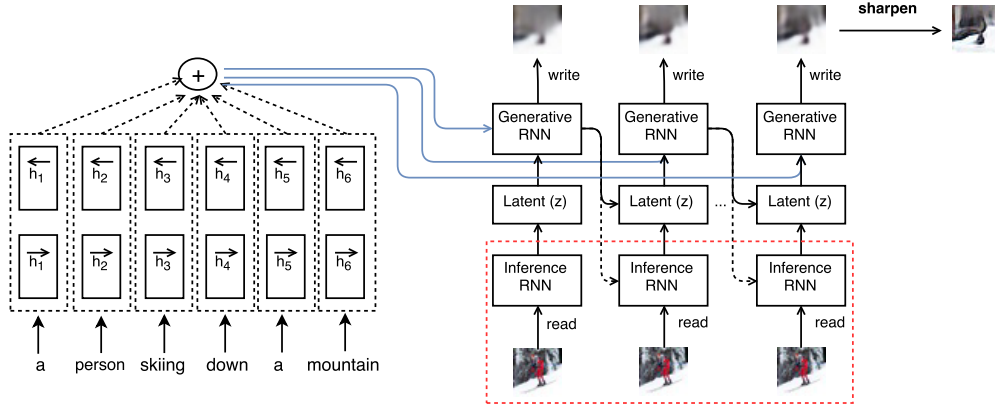 sharpen
write write write
+
Generative RNN Generative RNN Generative RNN
h1 h2 h3 h4 h5 h6
Latent (z) Latent (z) ... Latent (z)
h1 h2 h3 h4 h5 h6
Inference RNN Inference RNN Inference RNN
read read read
a person skiing down a mountain